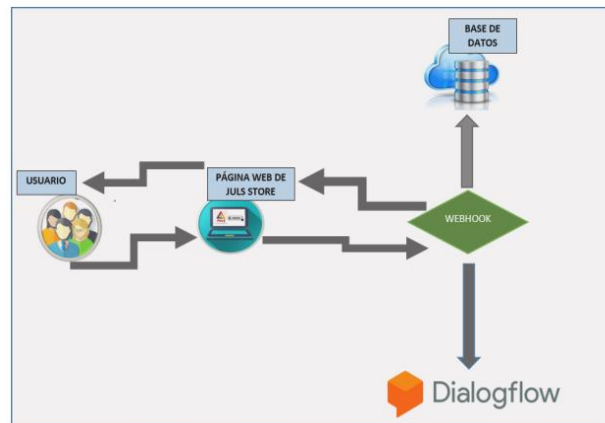 BASE DE
DATOS
USUARIO
PÁGINA WEB DE
JULS STORE
WEBHOOK
Dialogflow